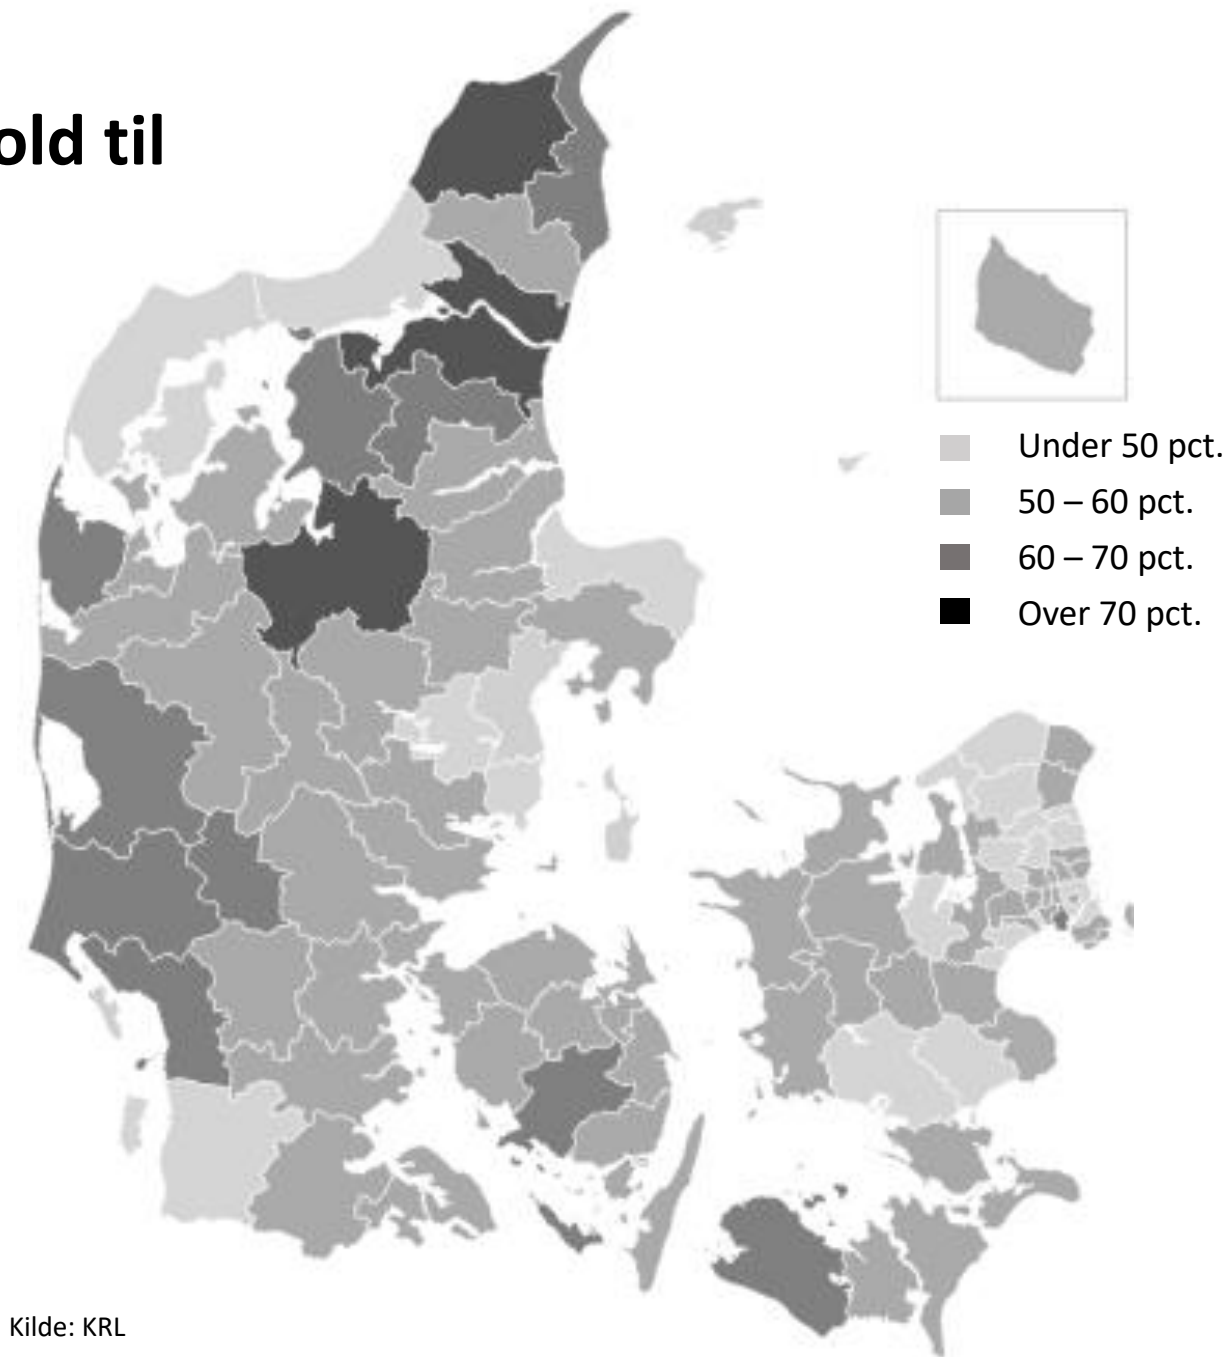 old til
Under 50 pct.
50 – 60 pct.
60 – 70 pct.
Over 70 pct.
Kilde: KRL